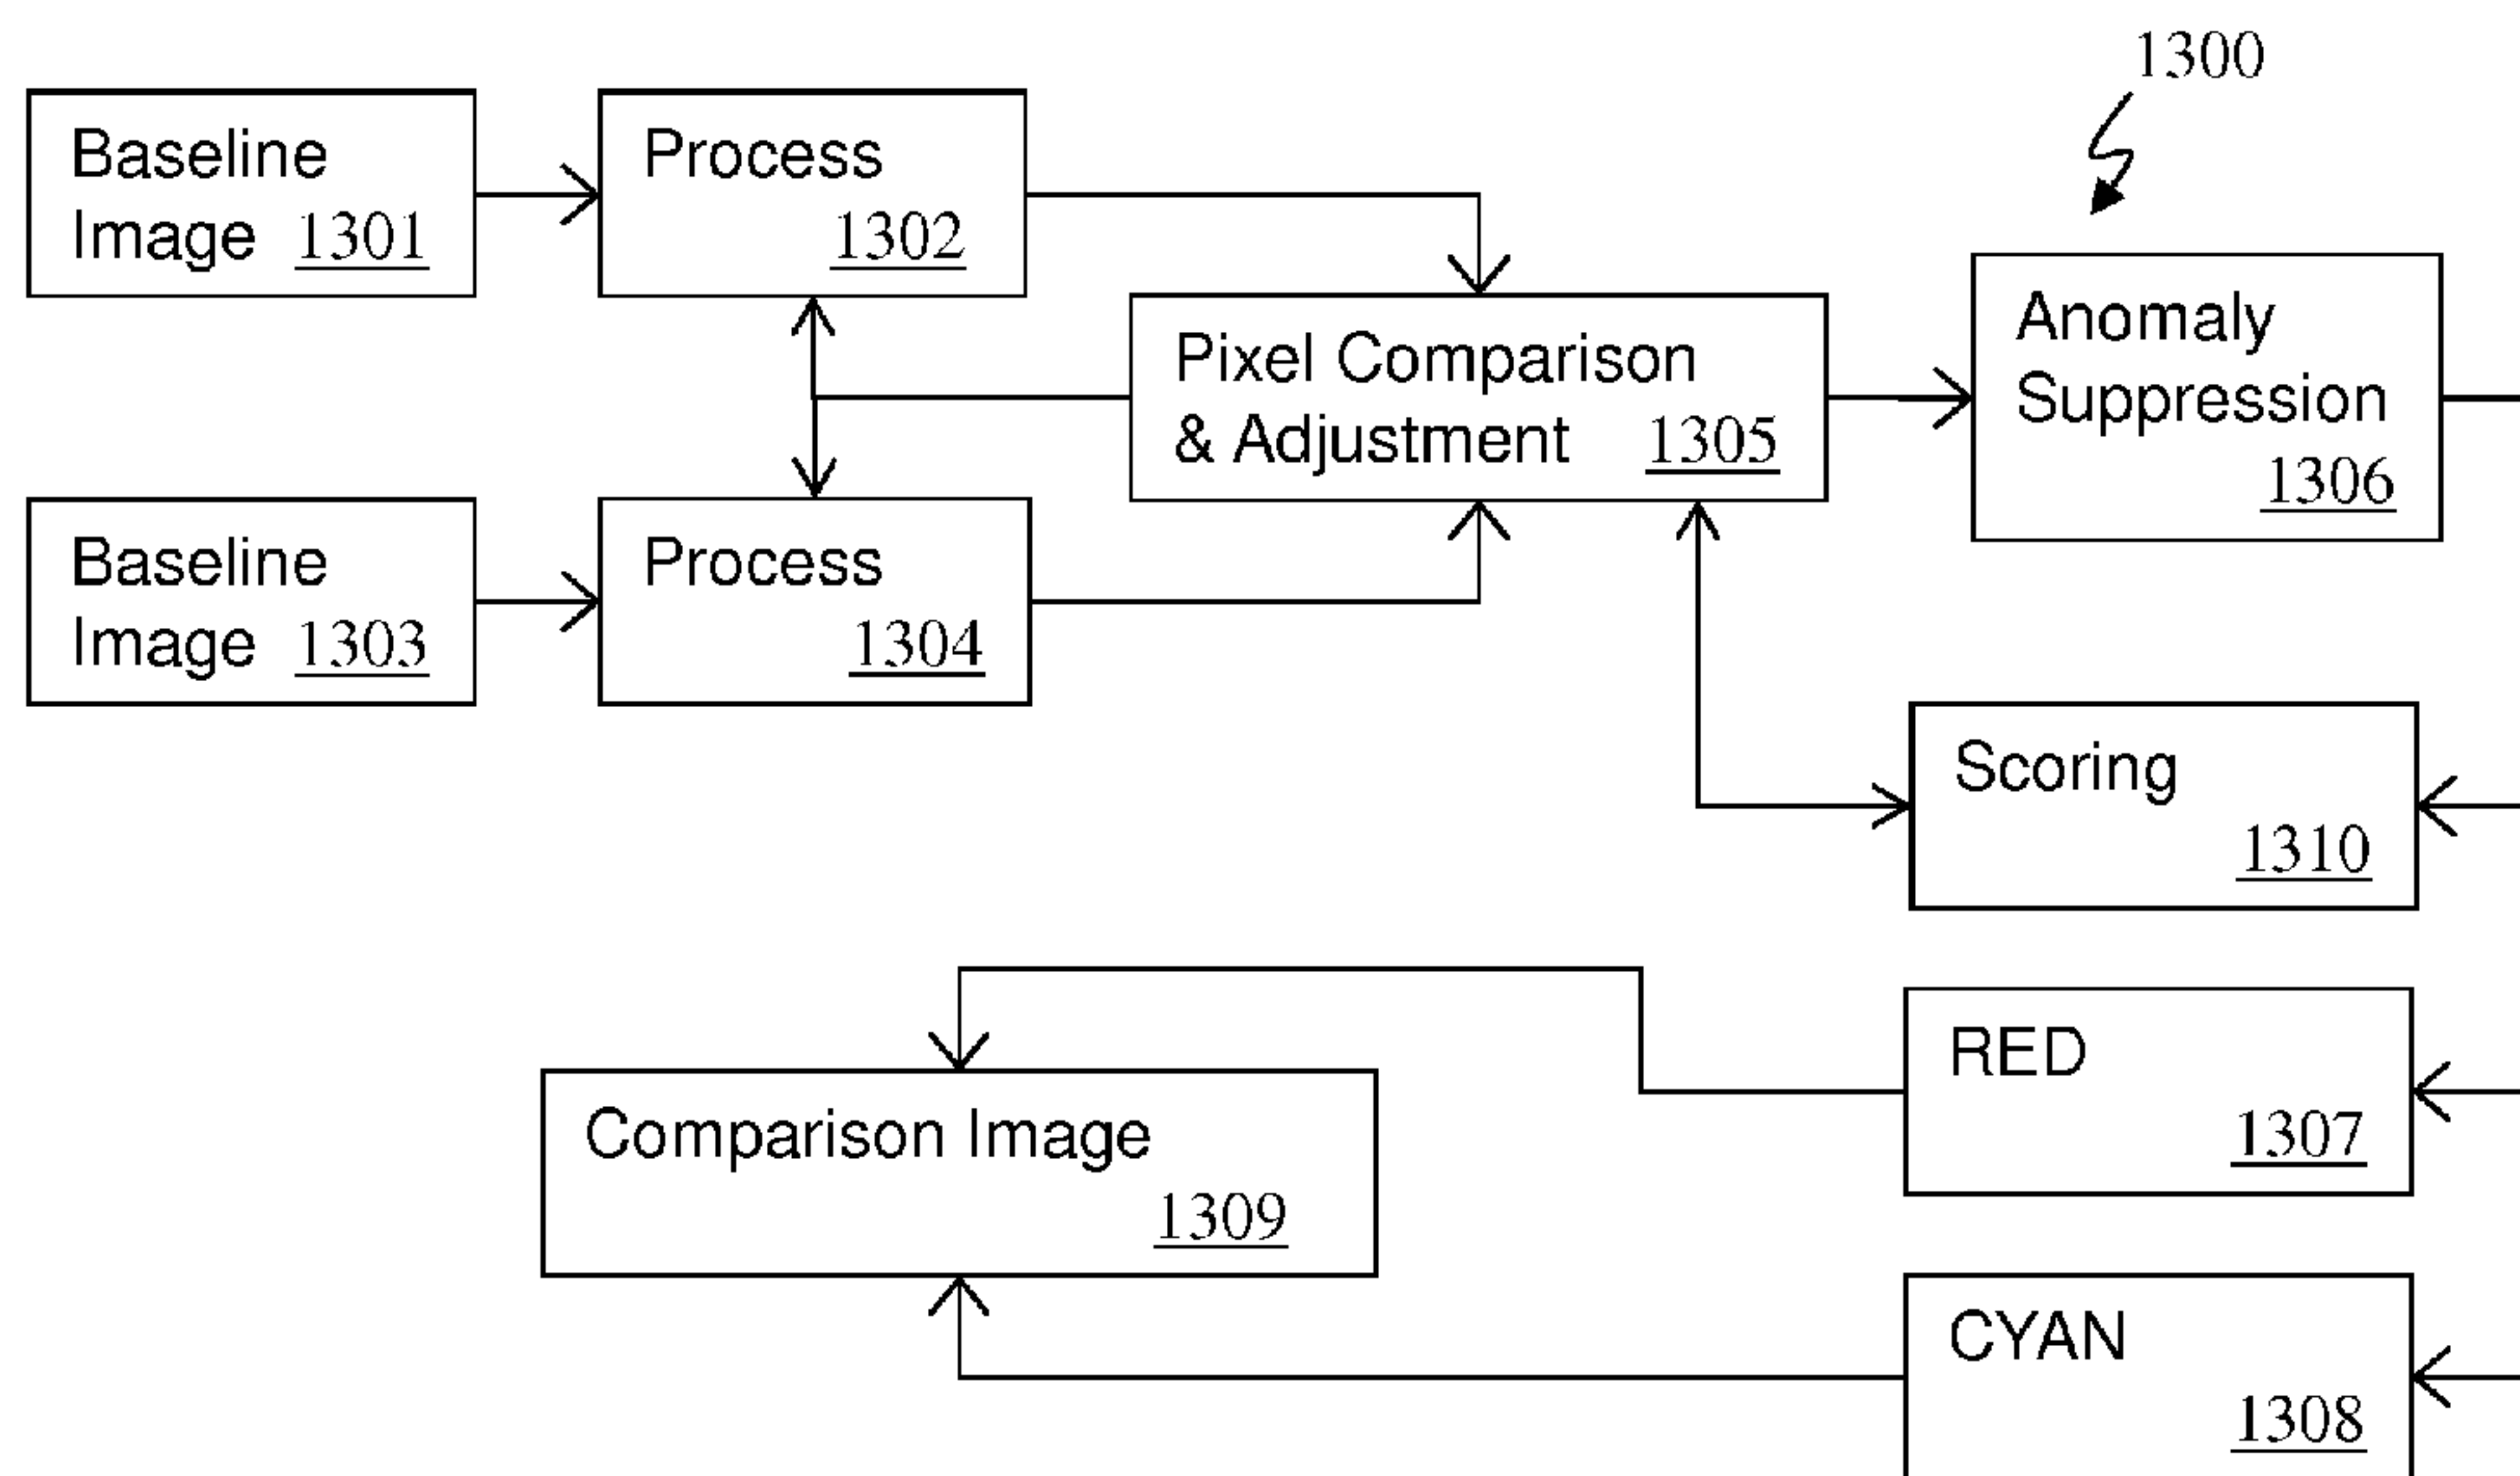 1300
Baseline
Image 1301
Process
1302
Pixel Comparison
& Adjustment 1305
Anomaly
Suppression
1306
Baseline
Image 1303
Process
1304
Scoring
1310
RED
1307
Comparison Image
1309
CYAN
1308